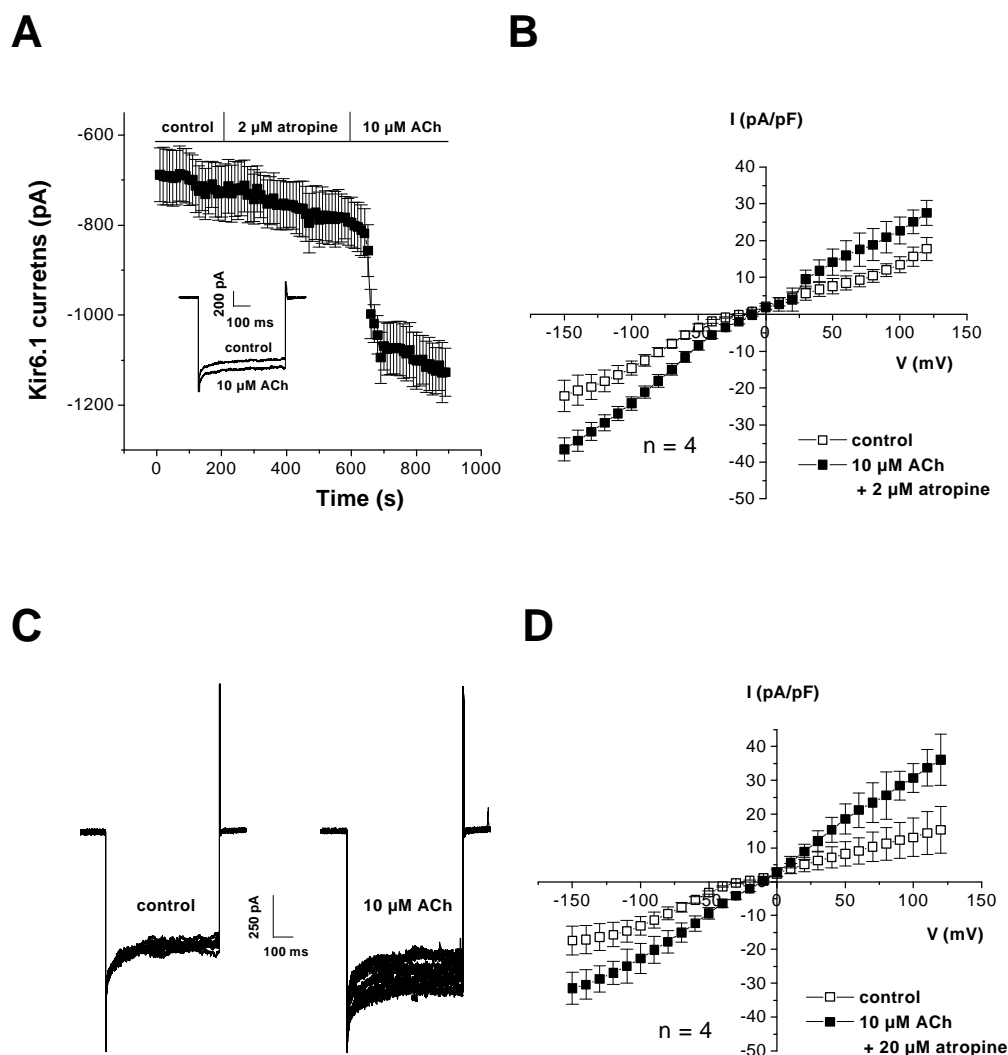 A
control
2 µM atropine
10 µM ACh
-600
-800
-1000
-1200
Kir6.1 curretns (pA)
200 pA
100 ms
control
10 µM ACh
0 200 400 600 800 1000
Time (s)
B
I (pA/pF)
40
30
20
10
0
-10
-20
-30
-40
-50
-150 -100 -50 0 50 100 150
V (mV)
n = 4
control
10 µM ACh
+ 2 µM atropine
C
control
250 pA
100 ms
10 µM ACh
D
I (pA/pF)
40
30
20
10
0
-10
-20
-30
-40
-50
-150 -100 -50 0 50 100 150
V (mV)
n = 4
control
10 µM ACh
+ 20 µM atropine